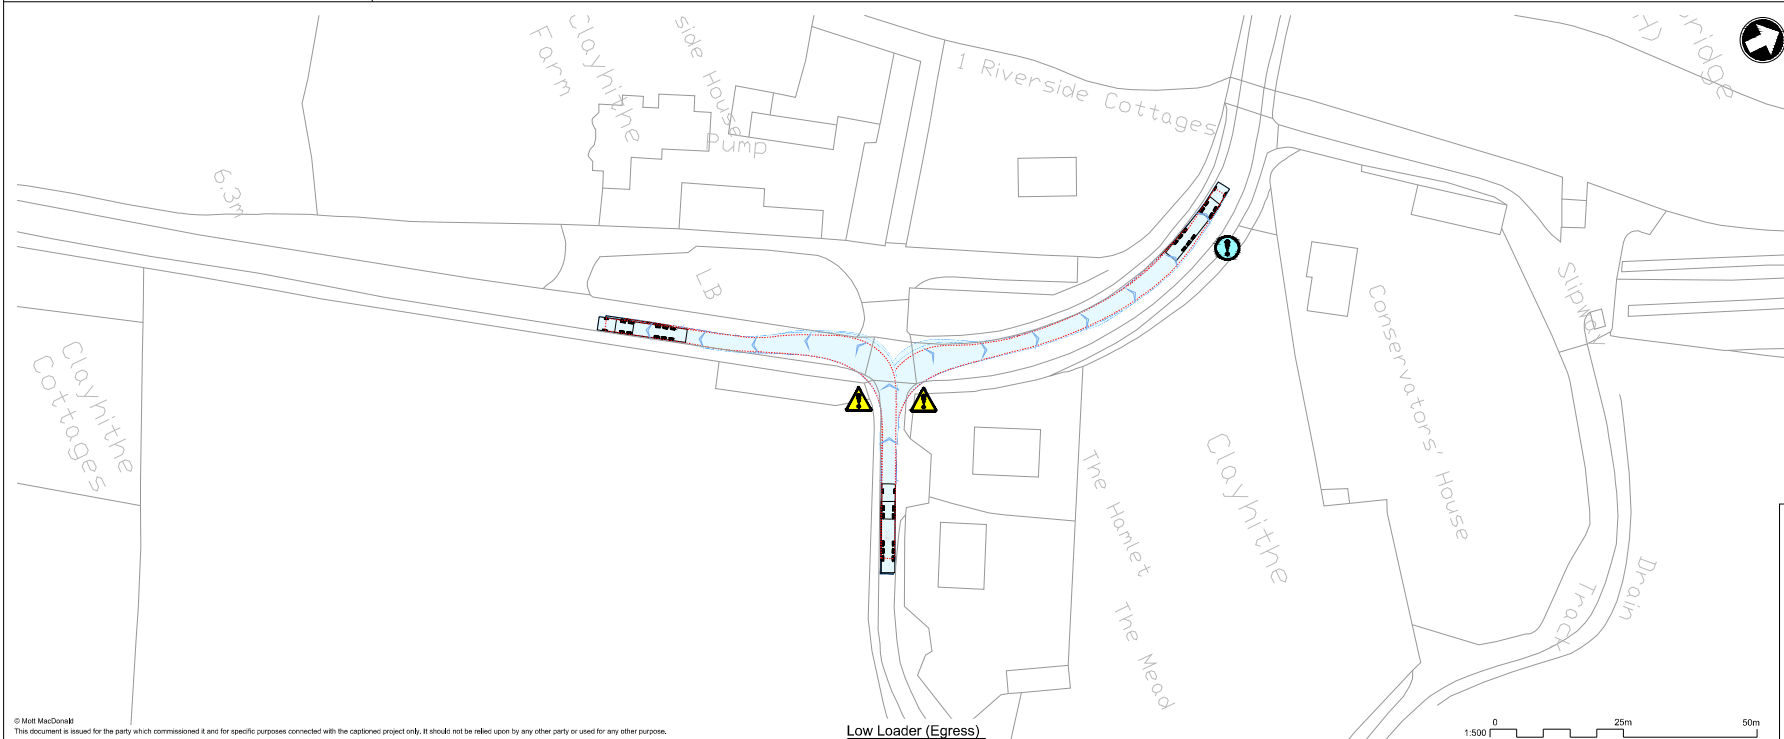 Clayhithe
Farm
side House
Pump
1 Riverside Cottages
6.3m
LB
Clayhithe
Cottages
The Hamlet
The Mead
Clayhithe
Conservators' House
Track
Drain
© Mott MacDonald
This document is issued for the party which commissioned it and for specific purposes connected with the captioned project only. It should not be relied upon by any other party or used for any other purpose.
Low Loader (Egress)
1:500
0
25m
50m